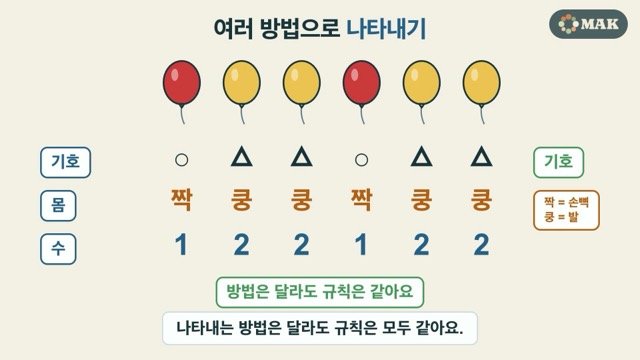 여러 방법으로 나타내기
MAK
기호 ○ △ △ ○ △ △ 기호
몸 짝 쿵 쿵 짝 쿵 쿵
짝 = 손뼉
쿵 = 발
수 1 2 2 1 2 2
방법은 달라도 규칙은 같아요
나타내는 방법은 달라도 규칙은 모두 같아요.